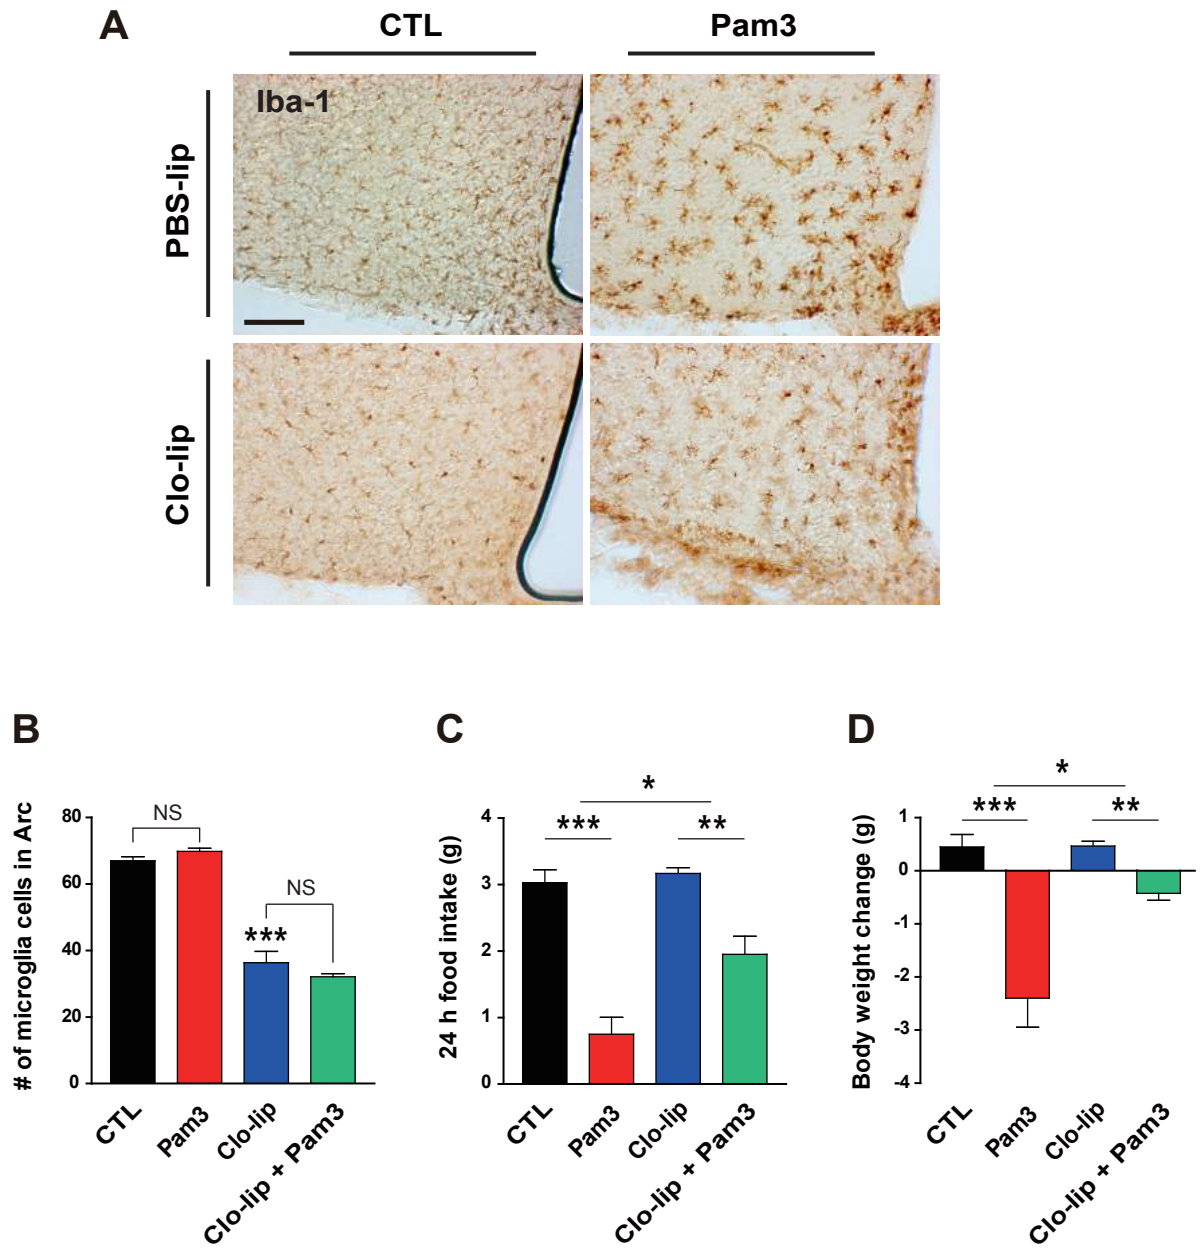 A
CTL
Pam3
PBS-lip
Iba-1
Clo-lip
B
# of microglia cells in Arc
80
60
40
20
0
NS
NS
***
CTL
Pam3
Clo-lip
Clo-lip + Pam3
C
24 h food intake (g)
4
3
2
1
0
*
***
**
CTL
Pam3
Clo-lip
Clo-lip + Pam3
D
Body weight change (g)
1
0
-1
-2
-3
-4
*
***
**
CTL
Pam3
Clo-lip
Clo-lip + Pam3